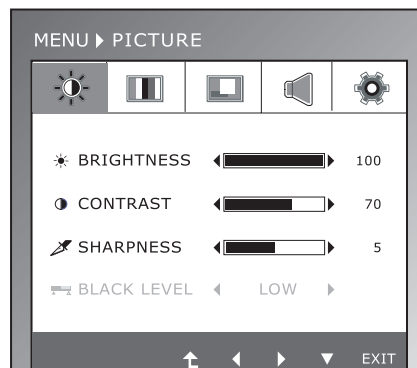 MENU PICTURE
BRIGHTNESS 100
CONTRAST 70
SHARPNESS 5
BLACK LEVEL LOW
EXIT